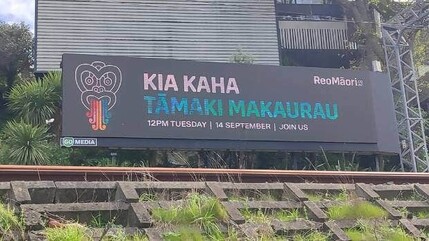 ReoMāori
KIA KAHA
TĀMAKI MAKAURAU
12PM TUESDAY | 14 SEPTEMBER | JOIN US
GO MEDIA